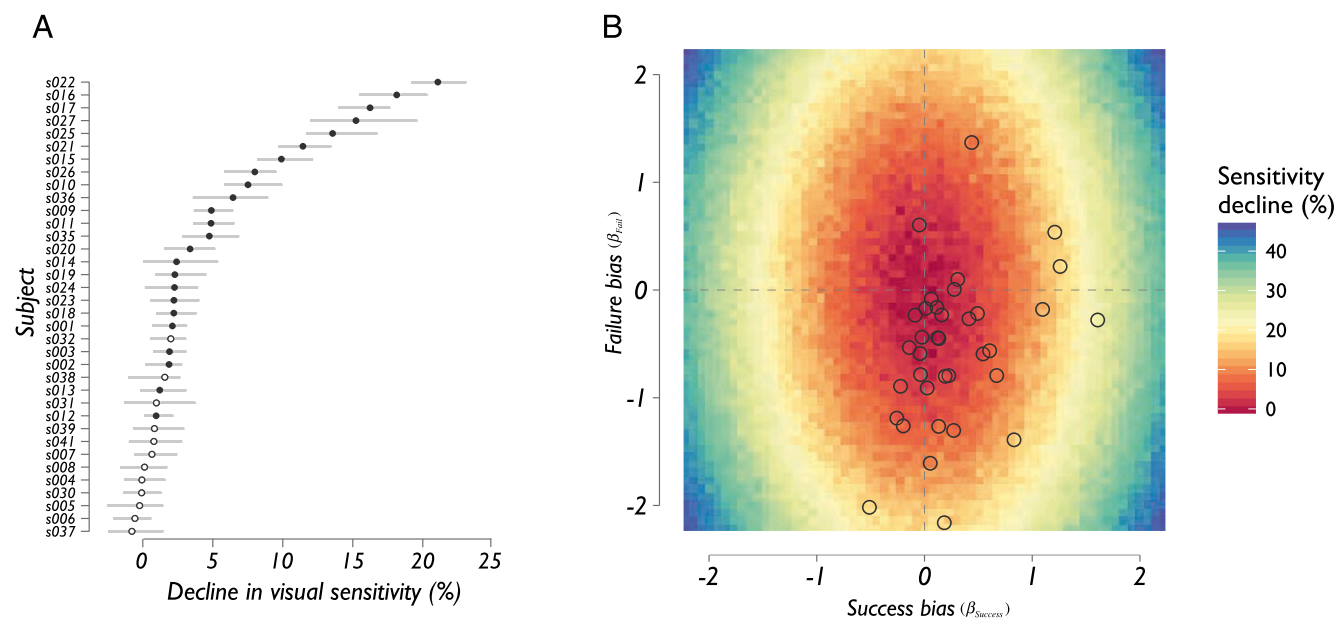 A
s022
s016
s017
s027
s025
s021
s015
s026
s010
s036
s009
s011
s035
s020
s014
s019
s024
s023
s018
s001
s032
s003
s002
s038
s013
s031
s012
s039
s041
s007
s008
s004
s030
s005
s006
s037
Subject
0 5 10 15 20 25
Decline in visual sensitivity (%)
B
2
1
0
-1
-2
Failure bias (βFail)
-2 -1 0 1 2
Success bias (βSuccess)
Sensitivity
decline (%)
40
30
20
10
0